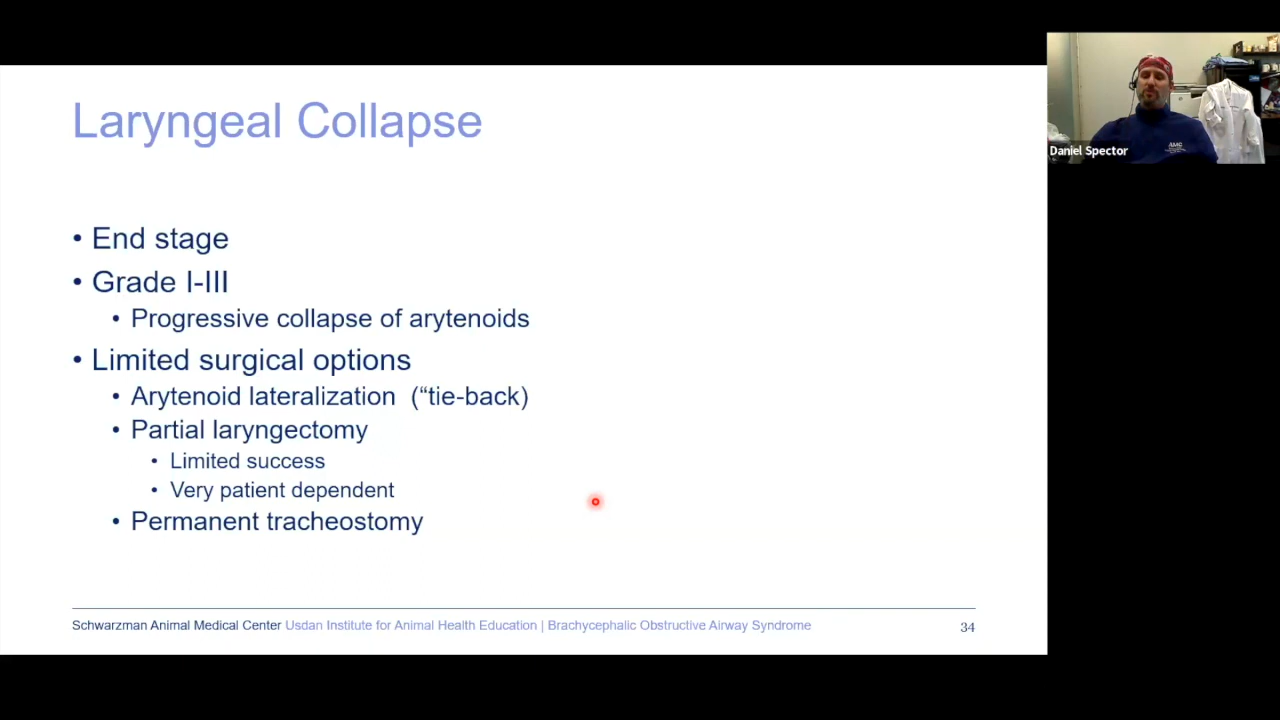 Laryngeal Collapse
• End stage
• Grade I-III
• Progressive collapse of arytenoids
• Limited surgical options
• Arytenoid lateralization (“tie-back)
• Partial laryngectomy
• Limited success
• Very patient dependent
• Permanent tracheostomy
Schwarzman Animal Medical Center Usdan Institute for Animal Health Education | Brachycephalic Obstructive Airway Syndrome
34
Daniel Spector
AMC